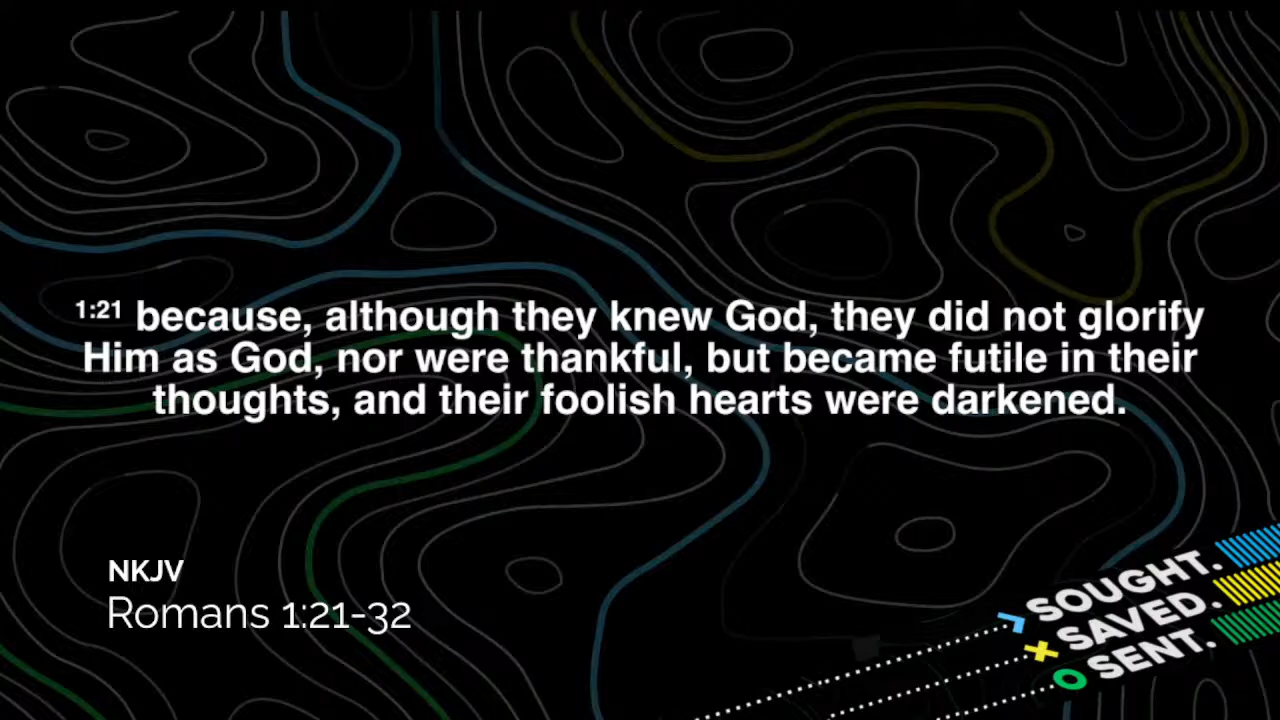 1:21 because, although they knew God, they did not glorify
Him as God, nor were thankful, but became futile in their
thoughts, and their foolish hearts were darkened.
NKJV
Romans 1:21-32
SOUGHT.
SAVED.
SENT.